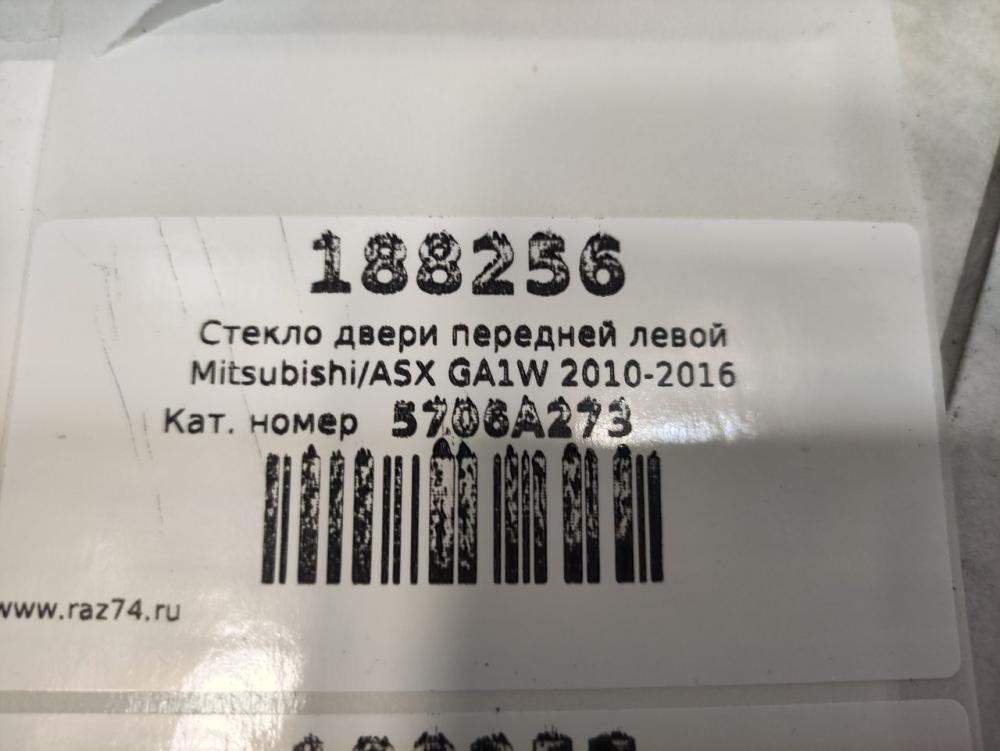 188256
Стекло двери передней левой
Mitsubishi/ASX GA1W 2010-2016
Кат. номер 5706A273
www.raz74.ru